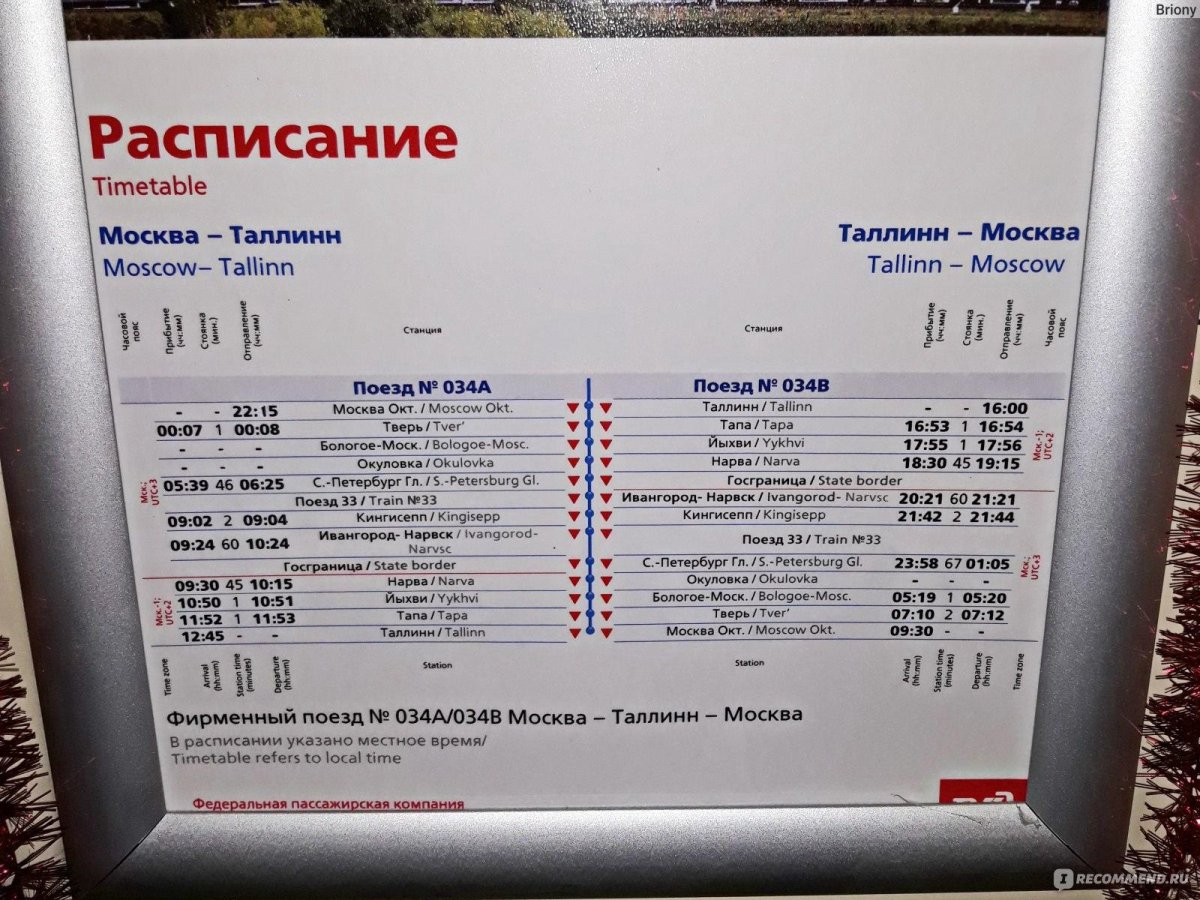 Briony
Расписание
Timetable
Москва – Таллинн
Moscow– Tallinn
Таллинн – Москва
Tallinn – Moscow
Часовой пояс
Прибытие (чч:мм)
Стоянка (мин.)
Отправление (чч:мм)
Станция
Станция
Прибытие (чч:мм)
Стоянка (мин.)
Отправление (чч:мм)
Часовой пояс
Поезд № 034А
- - 22:15 Москва Окт. / Moscow Okt.
00:07 1 00:08 Тверь / Tver’
- - - Бологое-Моск. / Bologoe-Mosc.
- - - Окуловка / Okulovka
05:39 46 06:25 С.-Петербург Гл. / S.-Petersburg Gl.
Мск; UTC+3
Поезд 33 / Train №33
09:02 2 09:04 Кингисепп / Kingisepp
09:24 60 10:24 Ивангород- Нарвск / Ivangorod-
Narvsc
Госграница / State border
09:30 45 10:15 Нарва / Narva
10:50 1 10:51 Йыхви / Yykhvi
Мск-1; UTC+2
11:52 1 11:53 Тапа / Tapa
12:45 - - Таллинн / Tallinn
Поезд № 034В
Таллинн / Tallinn - - 16:00
Тапа / Tapa 16:53 1 16:54
Йыхви / Yykhvi 17:55 1 17:56
Мск-1; UTC+2
Нарва / Narva 18:30 45 19:15
Госграница / State border
Ивангород- Нарвск / Ivangorod- Narvsc 20:21 60 21:21
Кингисепп / Kingisepp 21:42 2 21:44
Поезд 33 / Train №33
С.-Петербург Гл. / S.-Petersburg Gl. 23:58 67 01:05
Мск; UTC+3
Окуловка / Okulovka - - -
Бологое-Моск. / Bologoe-Mosc. 05:19 1 05:20
Тверь / Tver’ 07:10 2 07:12
Москва Окт. / Moscow Okt. 09:30 - -
Time zone
Arrival (hh:mm)
Station time (minutes)
Departure (hh:mm)
Station
Station
Arrival (hh:mm)
Station time (minutes)
Departure (hh:mm)
Time zone
Фирменный поезд № 034А/034В Москва – Таллинн – Москва
В расписании указано местное время/
Timetable refers to local time
Федеральная пассажирская компания
IRECOMMEND.RU